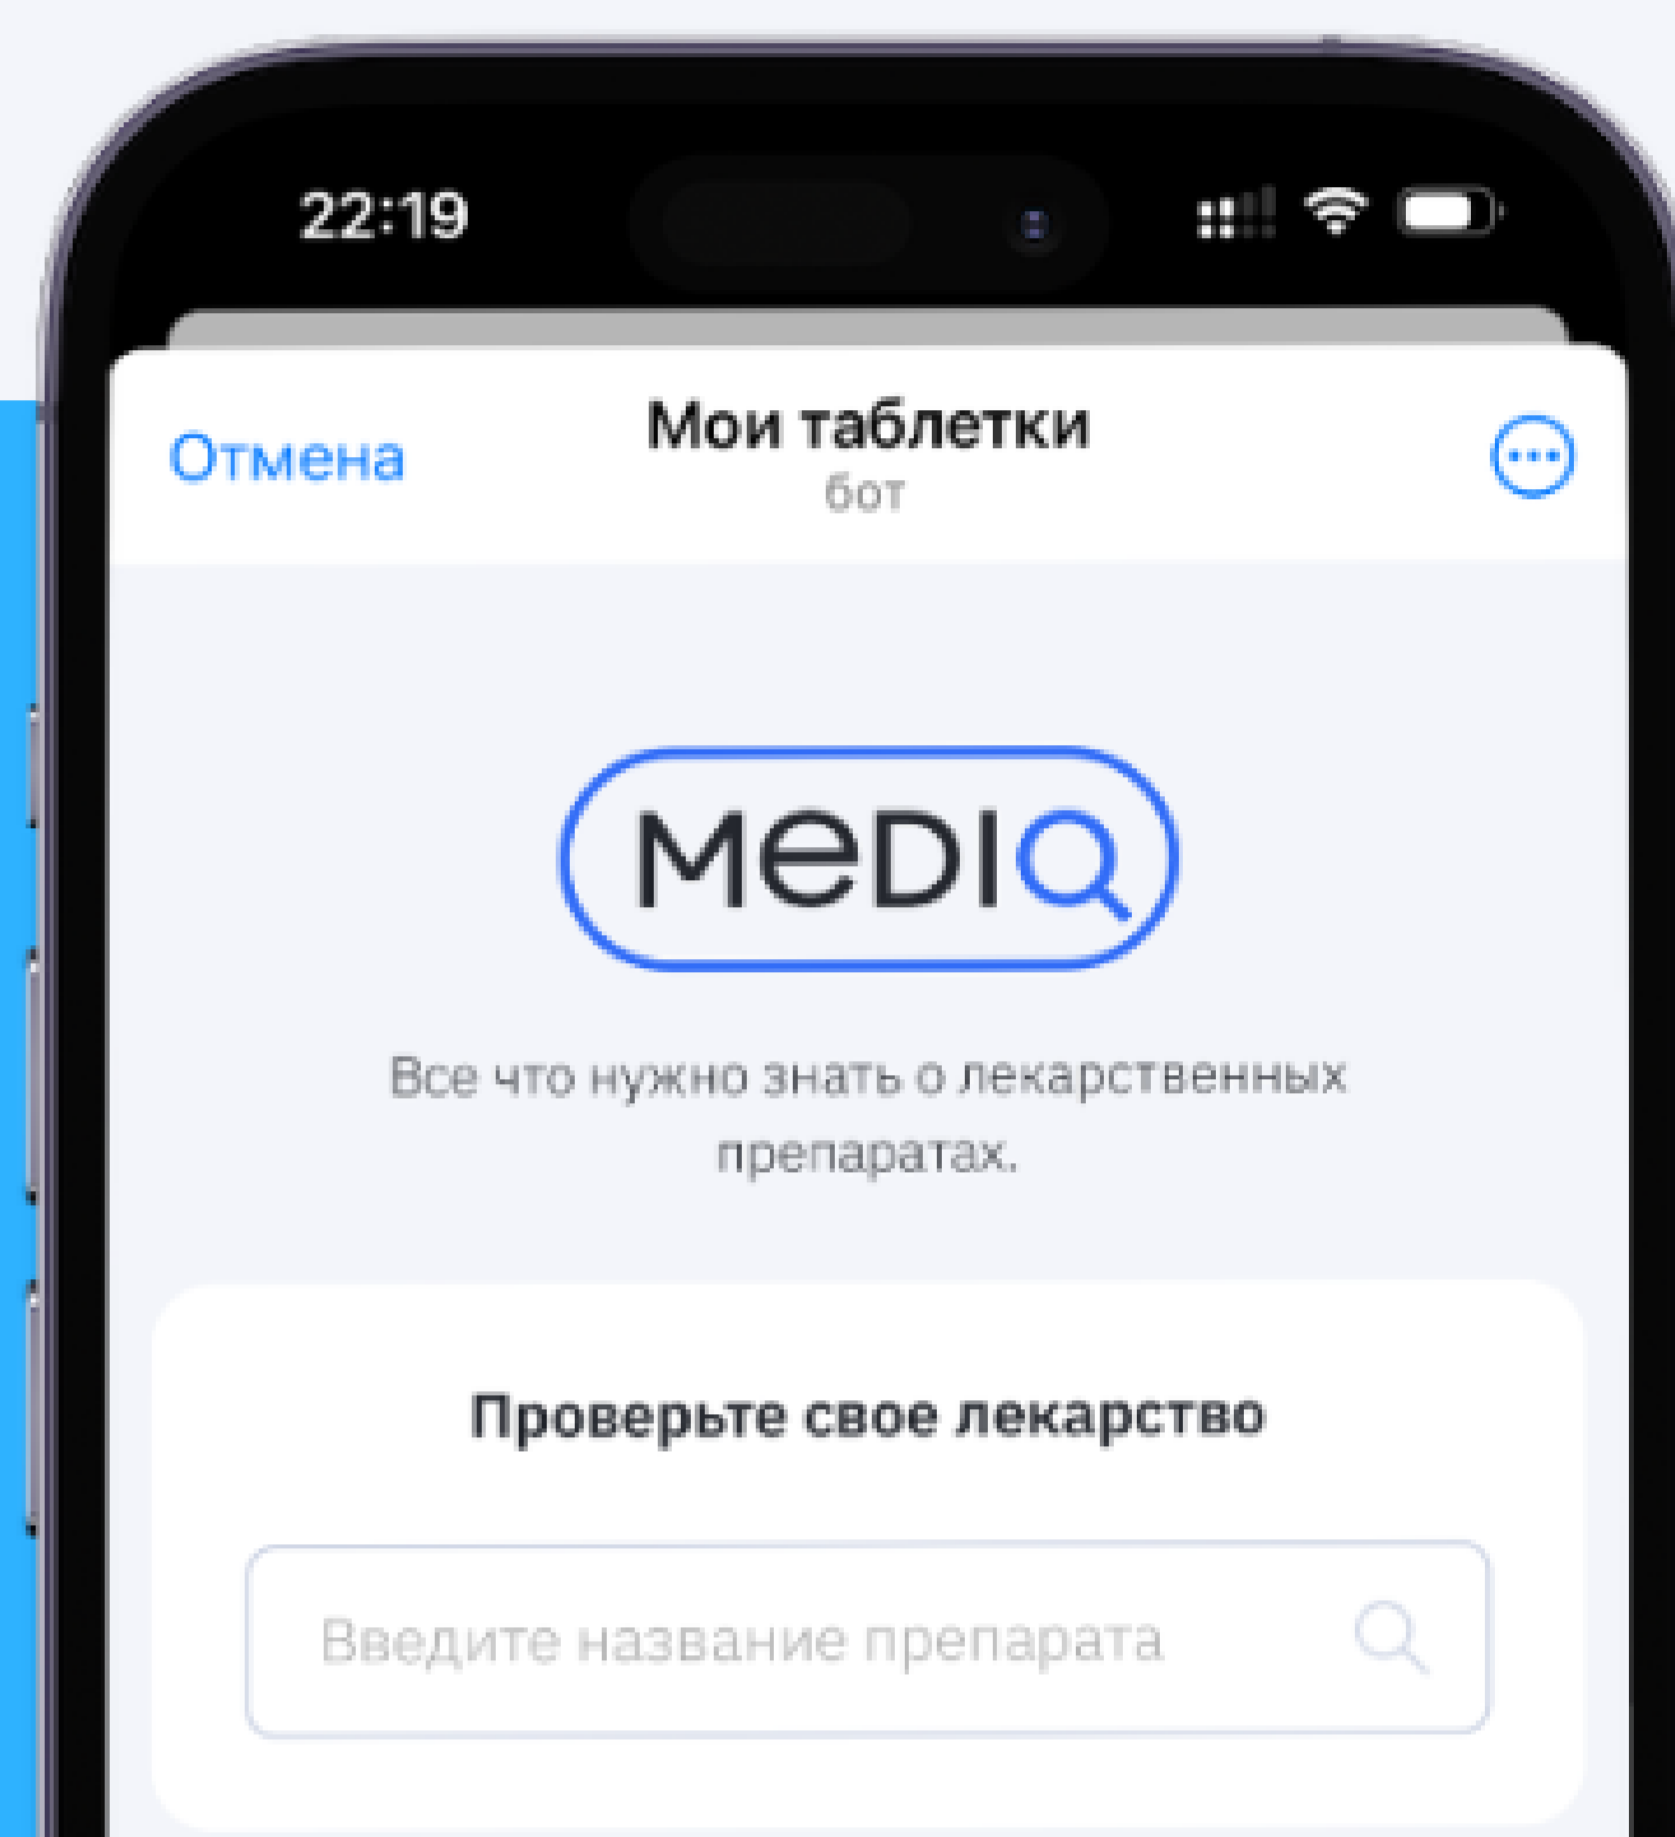 22:19
Отмена
Мои таблетки
бот
MeDIQ
Все что нужно знать о лекарственных
препаратах.
Проверьте свое лекарство
Введите название препарата